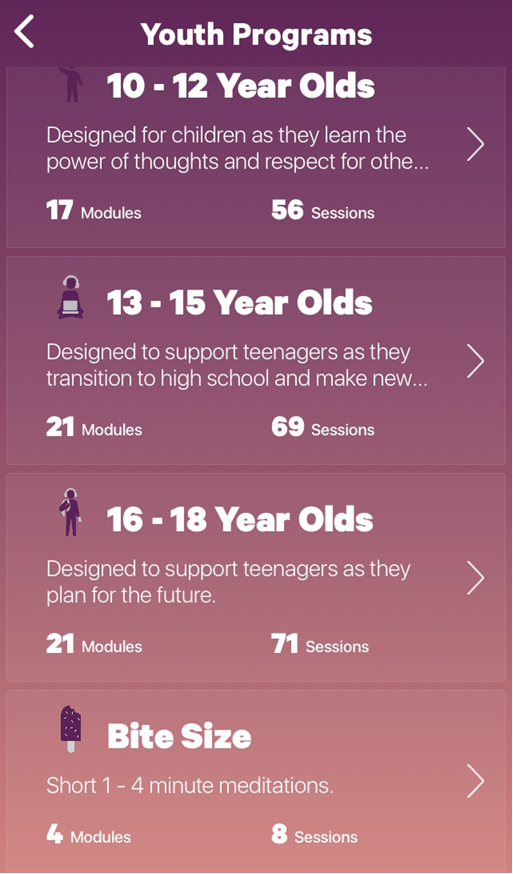 Youth Programs
10 - 12 Year Olds
Designed for children as they learn the
power of thoughts and respect for othe...
17 Modules 56 Sessions
13 - 15 Year Olds
Designed to support teenagers as they
transition to high school and make new...
21 Modules 69 Sessions
16 - 18 Year Olds
Designed to support teenagers as they
plan for the future.
21 Modules 71 Sessions
Bite Size
Short 1 - 4 minute meditations.
4 Modules 8 Sessions